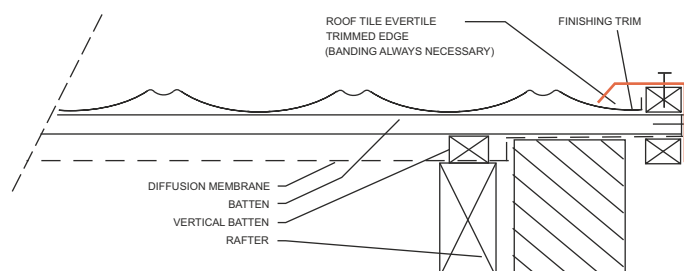 ROOF TILE EVERTILE
TRIMMED EDGE
(BANDING ALWAYS NECESSARY)
FINISHING TRIM
DIFFUSION MEMBRANE
BATTEN
VERTICAL BATTEN
RAFTER